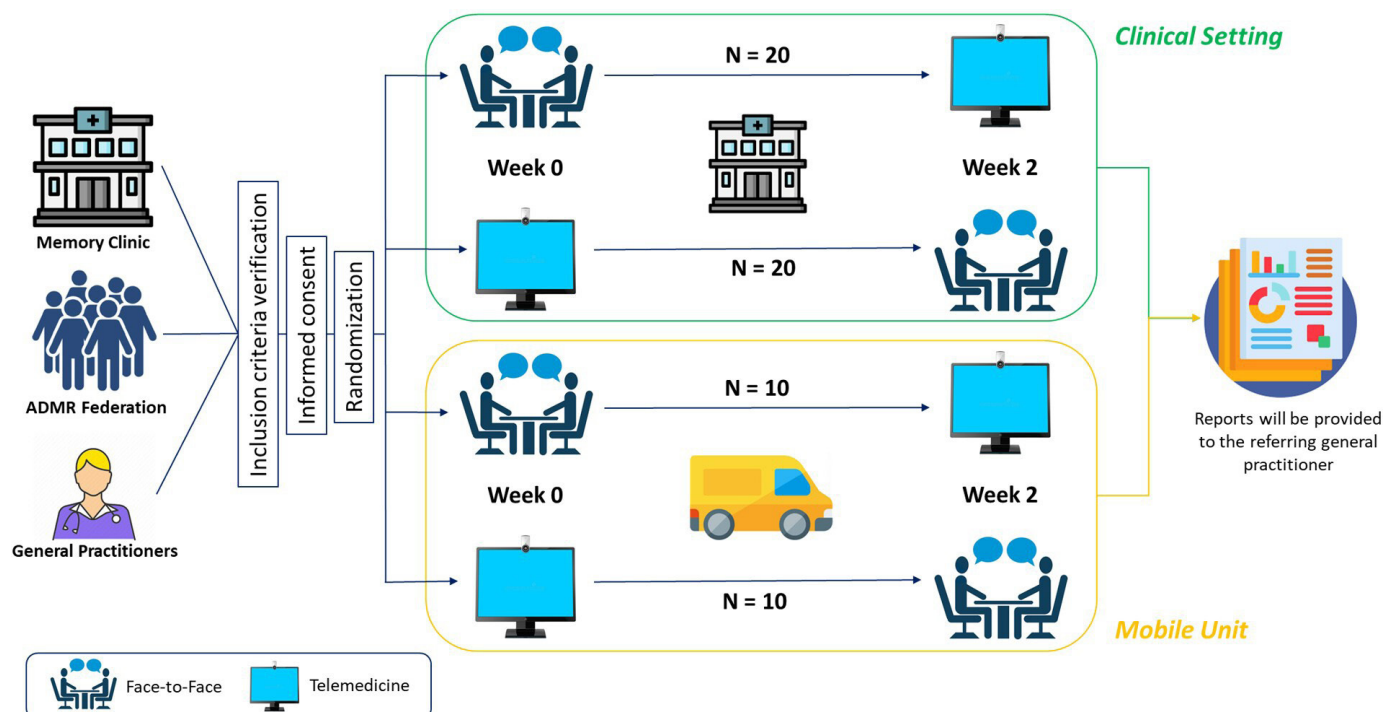 Clinical Setting
N = 20
Week 0
Week 2
N = 20
Memory Clinic
ADMR Federation
General Practitioners
Inclusion criteria verification
Informed consent
Randomization
N = 10
Week 0
Week 2
N = 10
Mobile Unit
Reports will be provided
to the referring general
practitioner
Face-to-Face
Telemedicine